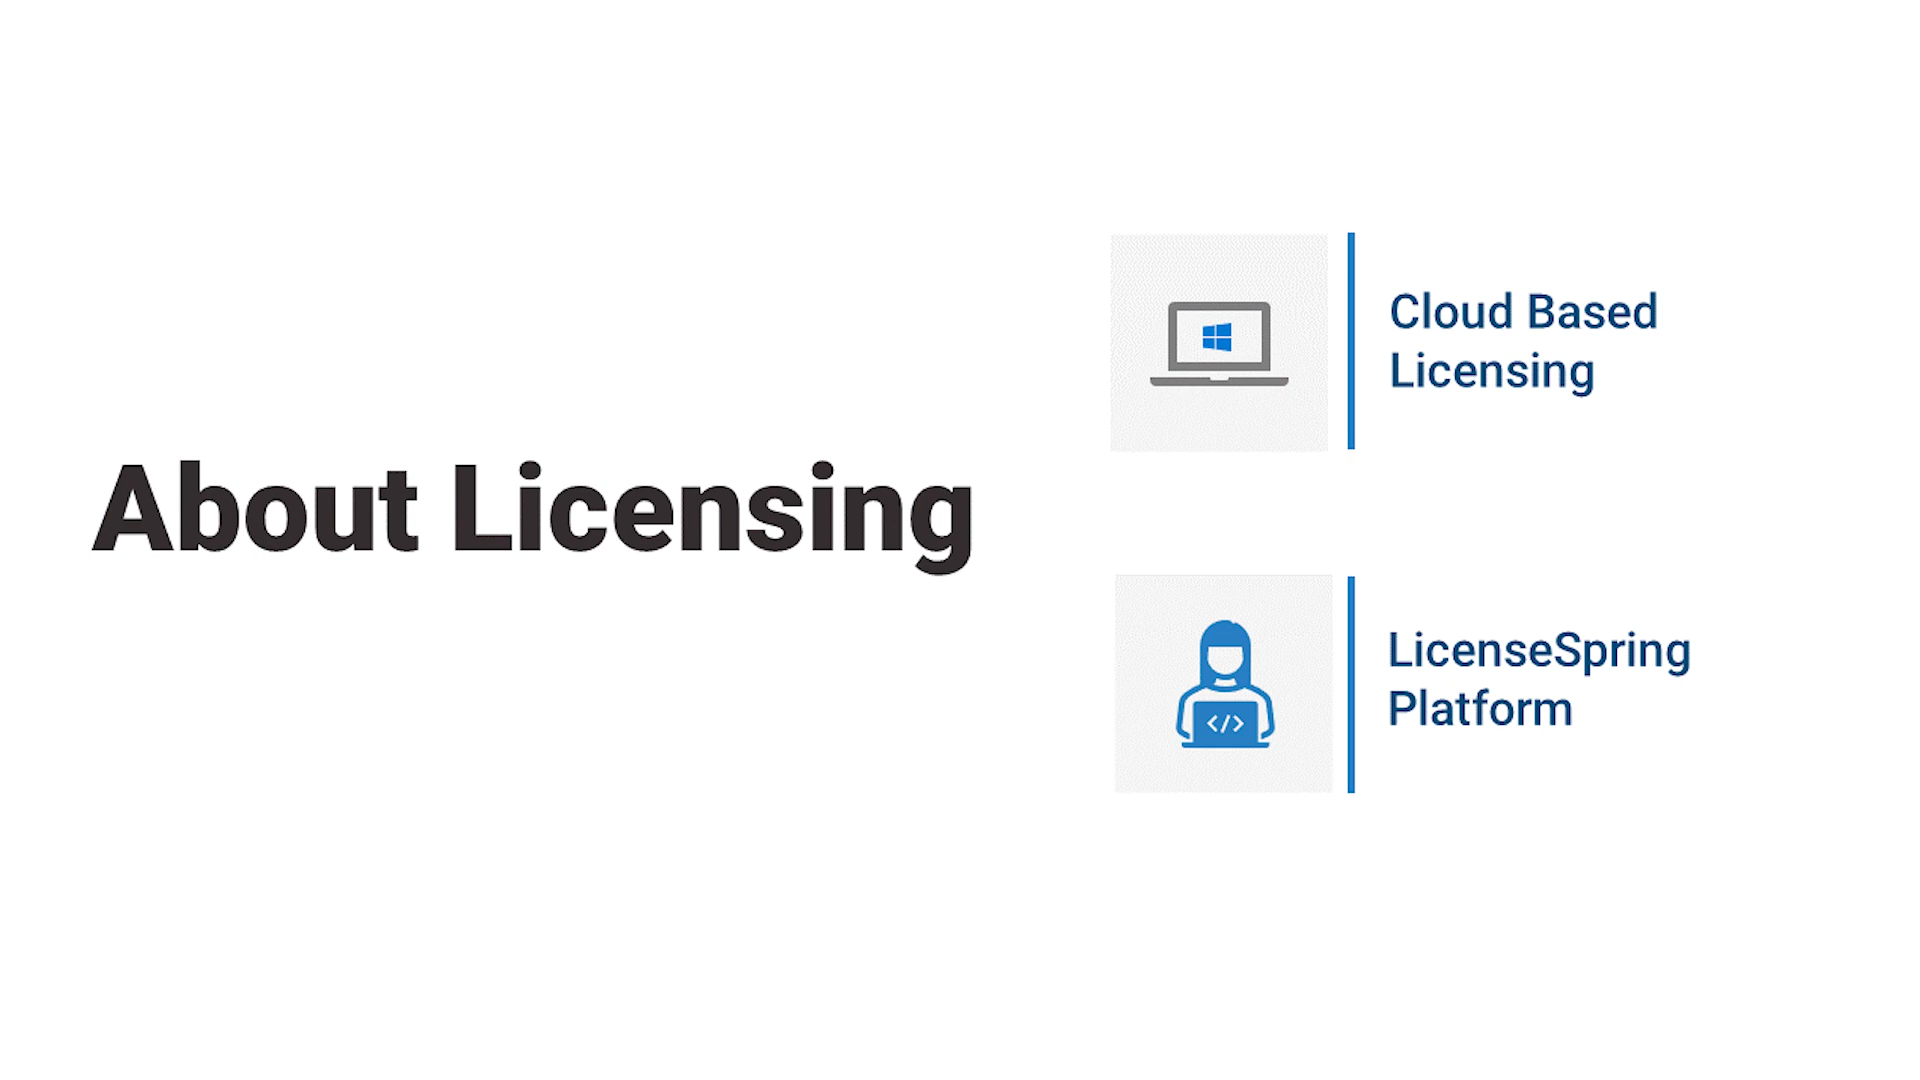 About Licensing
Cloud Based
Licensing
LicenseSpring
Platform
</>